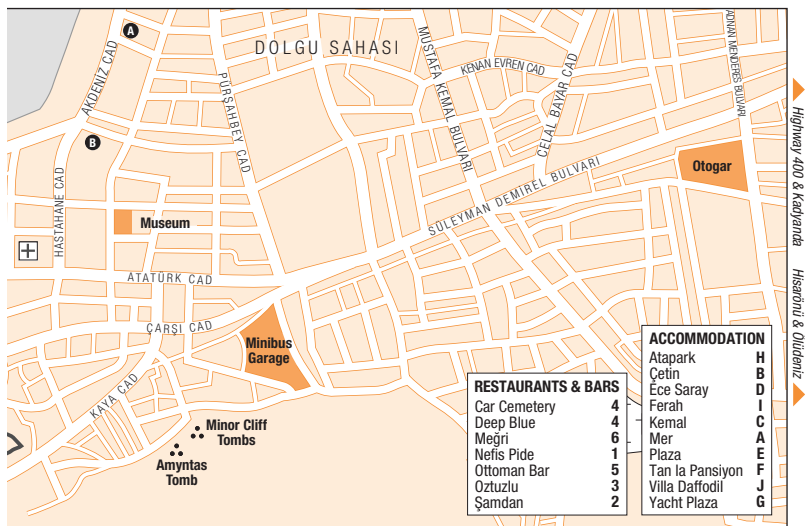 A
DOLGU SAHASI
AKDENIZ CAD
PÜRŞAHBEY CAD
MUSTAFA KEMAL BULVARI
KENAN EVREN CAD
CELAL BAYAR CAD
ADNAN MENDERES BULVARI
B
Highway 400 & Kadyanda
Otogar
HASTAHANE CAD
Museum
SÜLEYMAN DEMIREL BULVARI
ATATÜRK CAD
Hisarönü & Ölüdeniz
ÇARŞI CAD
Minibus
Garage
KAYA CAD
Minor Cliff
Tombs
Amyntas
Tomb
RESTAURANTS & BARS
Car Cemetery 4
Deep Blue 4
Meğri 6
Nefis Pide 1
Ottoman Bar 5
Oztuzlu 3
Şamdan 2
ACCOMMODATION
Atapark H
Çetin B
Ece Saray D
Ferah I
Kemal C
Mer A
Plaza E
Tan la Pansiyon F
Villa Daffodil J
Yacht Plaza G